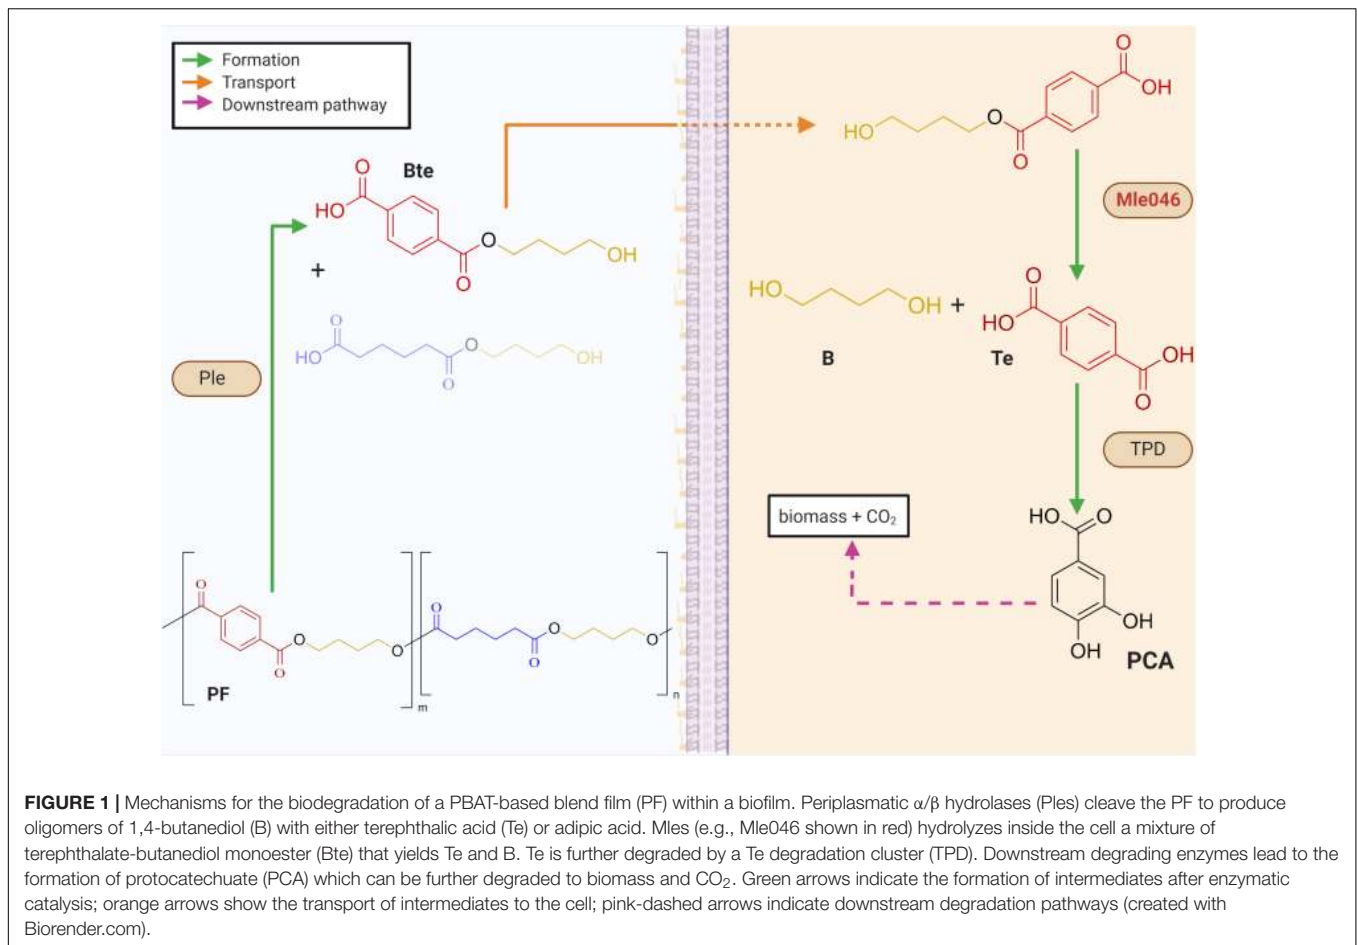 Formation
Transport
Downstream pathway
Bte
O
HO
O
O
OH
+
O
HO
O
O
OH
Ple
O
O
O
O
PF
m
O
O
O
O
n
HO
O
O
O
OH
Mle046
HO
OH
+
B
O
HO
Te
OH
O
TPD
biomass + CO₂
HO
O
OH
OH
PCA
FIGURE 1 | Mechanisms for the biodegradation of a PBAT-based blend film (PF) within a biofilm. Periplasmatic α/β hydrolases (Ples) cleave the PF to produce
oligomers of 1,4-butanediol (B) with either terephthalic acid (Te) or adipic acid. Mles (e.g., Mle046 shown in red) hydrolyzes inside the cell a mixture of
terephthalate-butanediol monoester (Bte) that yields Te and B. Te is further degraded by a Te degradation cluster (TPD). Downstream degrading enzymes lead to the
formation of protocatechuate (PCA) which can be further degraded to biomass and CO₂. Green arrows indicate the formation of intermediates after enzymatic
catalysis; orange arrows show the transport of intermediates to the cell; pink-dashed arrows indicate downstream degradation pathways (created with
Biorender.com).